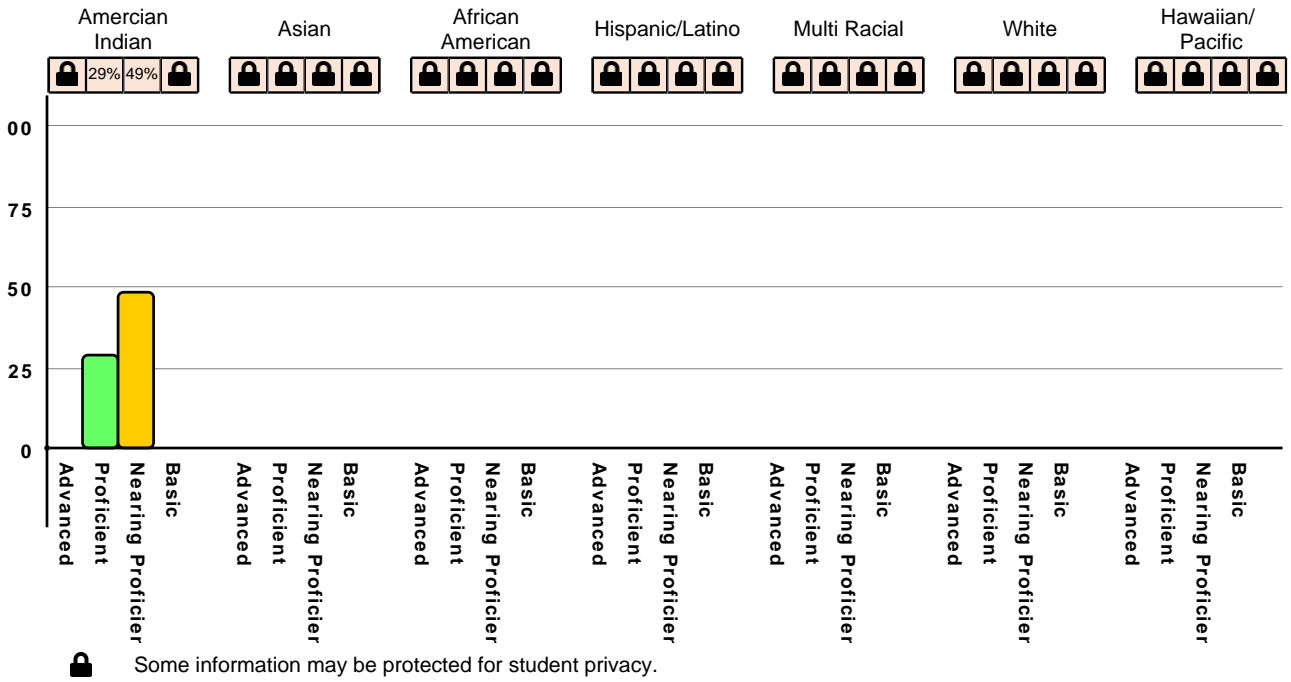 Amercian
Indian
Asian
African
American
Hispanic/Latino
Multi Racial
White
Hawaiian/
Pacific
29% 49%
00
75
50
25
0
Advanced
Proficient
Nearing Proficier
Basic
Advanced
Proficient
Nearing Proficier
Basic
Advanced
Proficient
Nearing Proficier
Basic
Advanced
Proficient
Nearing Proficier
Basic
Advanced
Proficient
Nearing Proficier
Basic
Advanced
Proficient
Nearing Proficier
Basic
Advanced
Proficient
Nearing Proficier
Basic
Some information may be protected for student privacy.